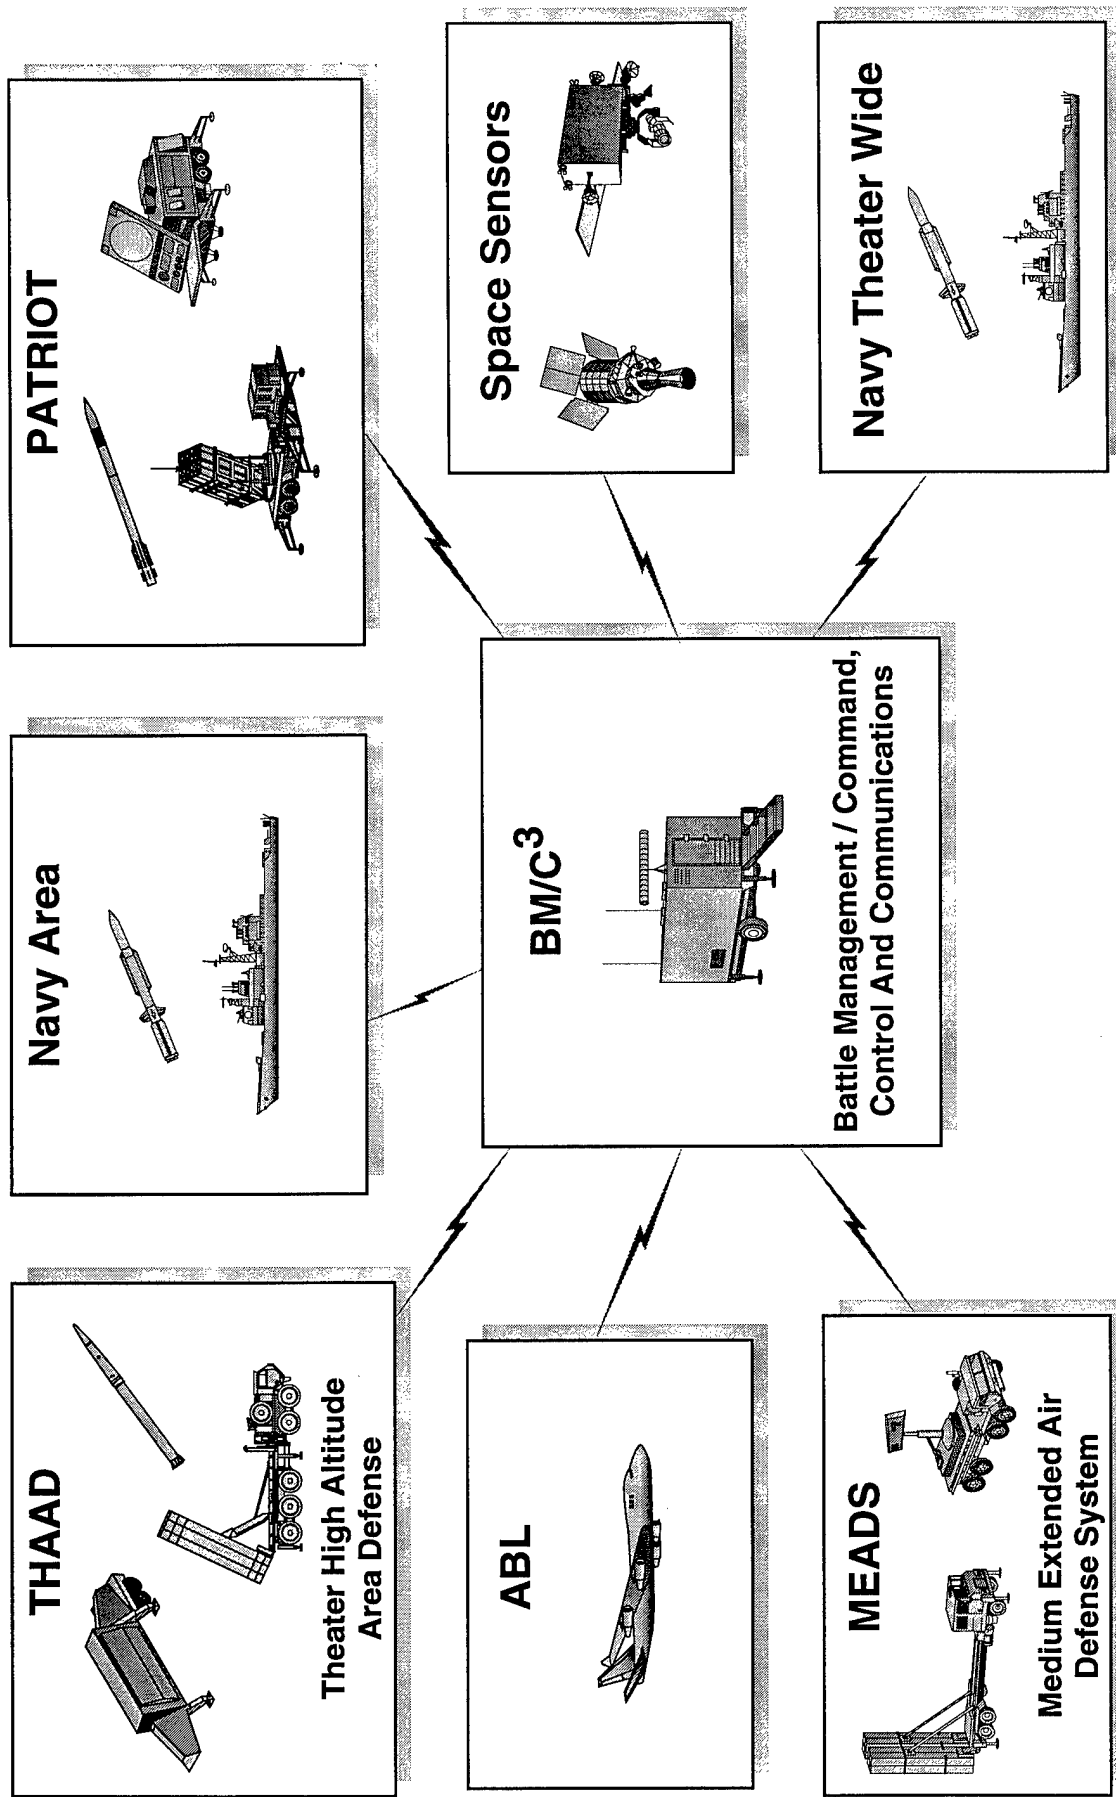 THAAD
Theater High Altitude
Area Defense
Navy Area
PATRIOT
ABL
BM/C³
Battle Management / Command,
Control And Communications
Space Sensors
MEADS
Medium Extended Air
Defense System
Navy Theater Wide